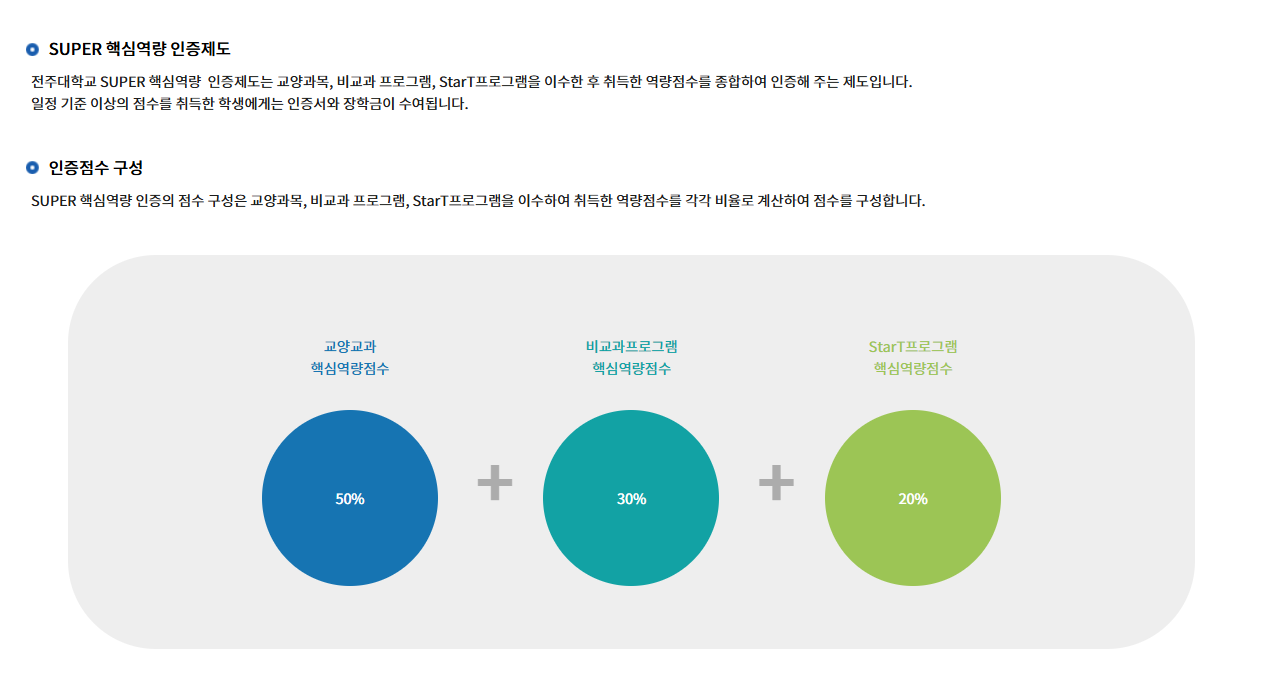 SUPER 핵심역량 인증제도
전주대학교 SUPER 핵심역량 인증제도는 교양과목, 비교과 프로그램, StarT프로그램을 이수한 후 취득한 역량점수를 종합하여 인증해 주는 제도입니다.
일정 기준 이상의 점수를 취득한 학생에게는 인증서와 장학금이 수여됩니다.
인증점수 구성
SUPER 핵심역량 인증의 점수 구성은 교양과목, 비교과 프로그램, StarT프로그램을 이수하여 취득한 역량점수를 각각 비율로 계산하여 점수를 구성합니다.
교양교과
핵심역량점수
50%
+
비교과프로그램
핵심역량점수
30%
+
StarT프로그램
핵심역량점수
20%